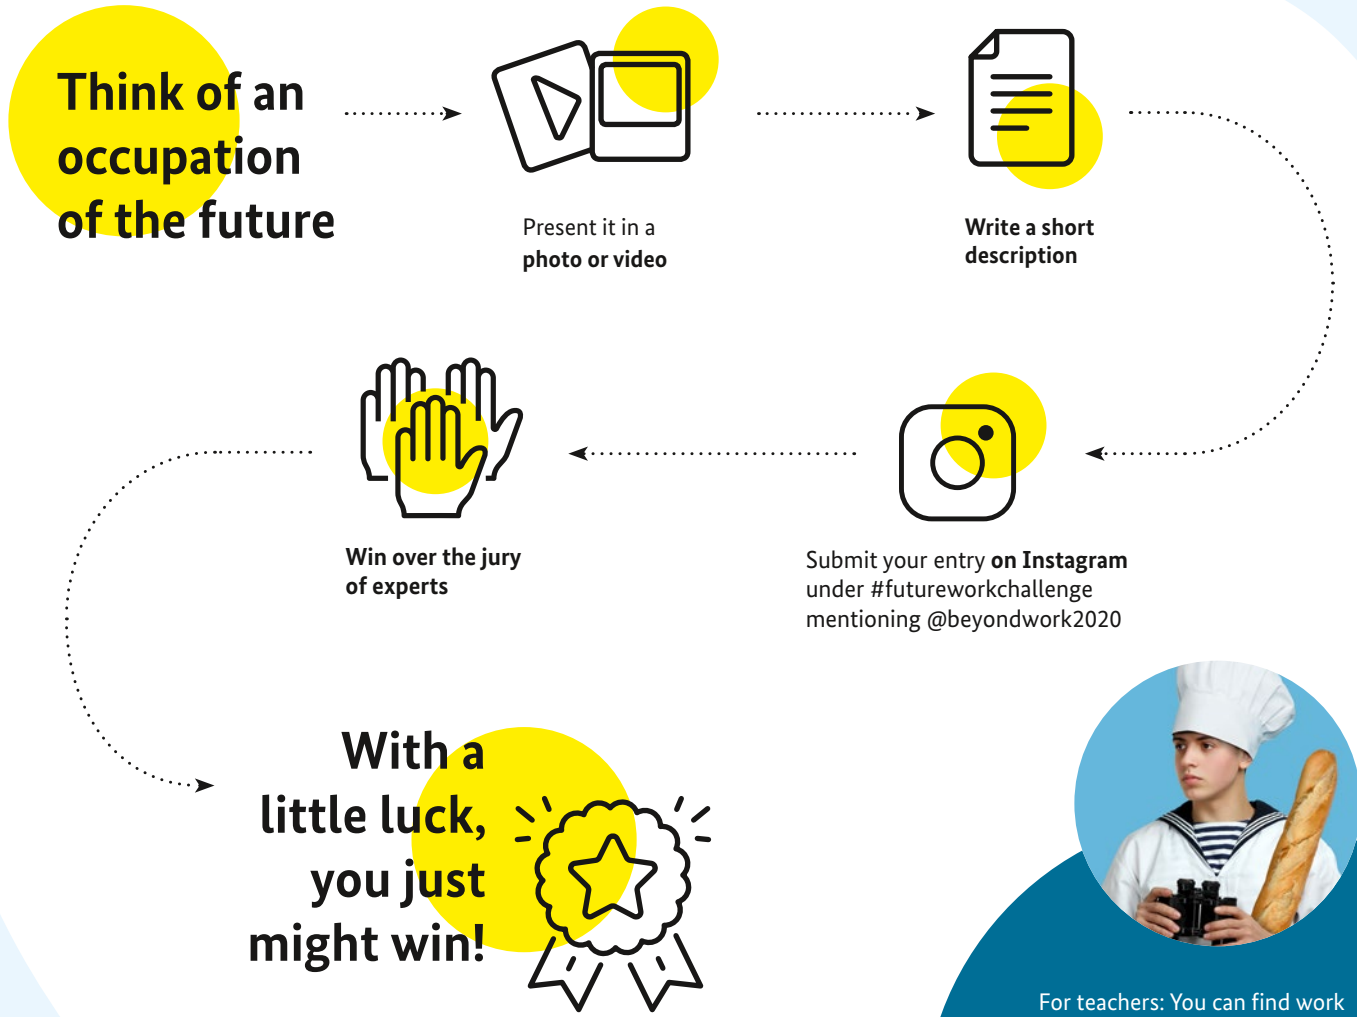 Think of an
occupation
of the future
Present it in a
photo or video
Write a short
description
Submit your entry on Instagram
under #futureworkchallenge
mentioning @beyondwork2020
Win over the jury
of experts
With a
little luck,
you just
might win!
For teachers: You can find work